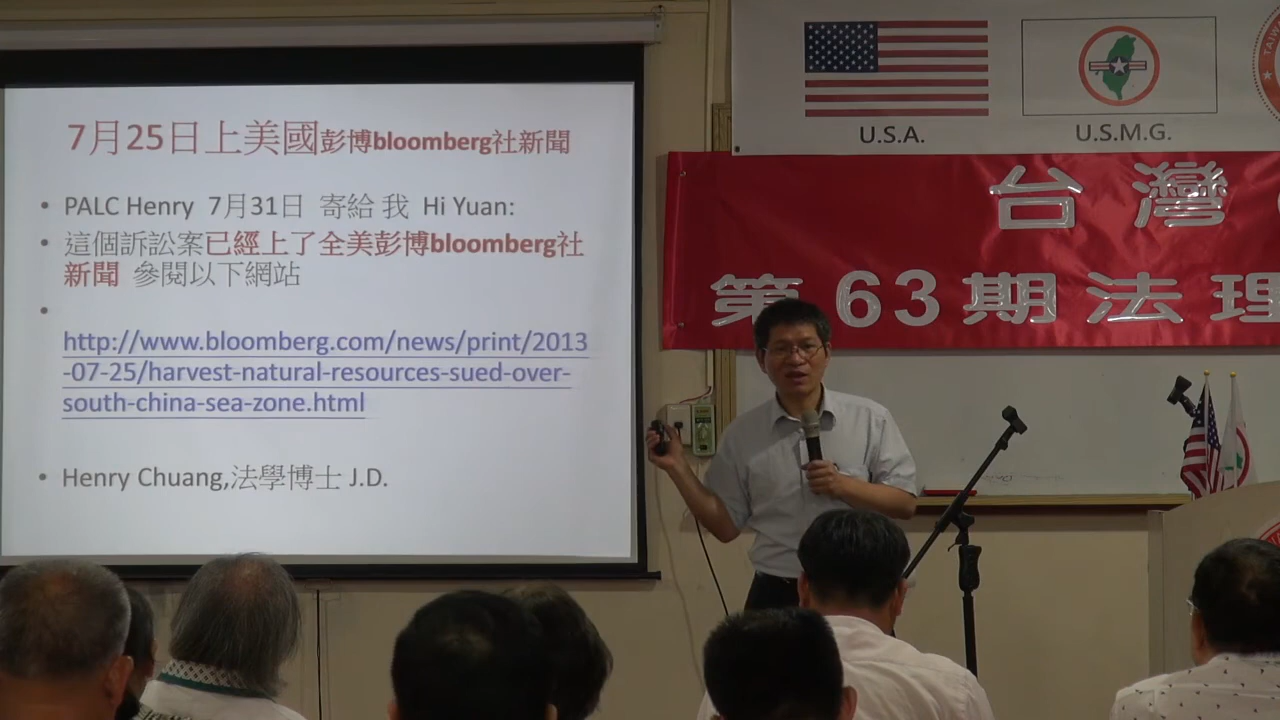 7月25日上美國彭博bloomberg社新聞
• PALC Henry 7月31日 寄給 我 Hi Yuan:
• 這個訴訟案已經上了全美彭博bloomberg社
新聞 參閱以下網站
•
http://www.bloomberg.com/news/print/2013
-07-25/harvest-natural-resources-sued-over-
south-china-sea-zone.html
• Henry Chuang,法學博士 J.D.
U.S.A.
U.S.M.G.
台灣
第63期法理